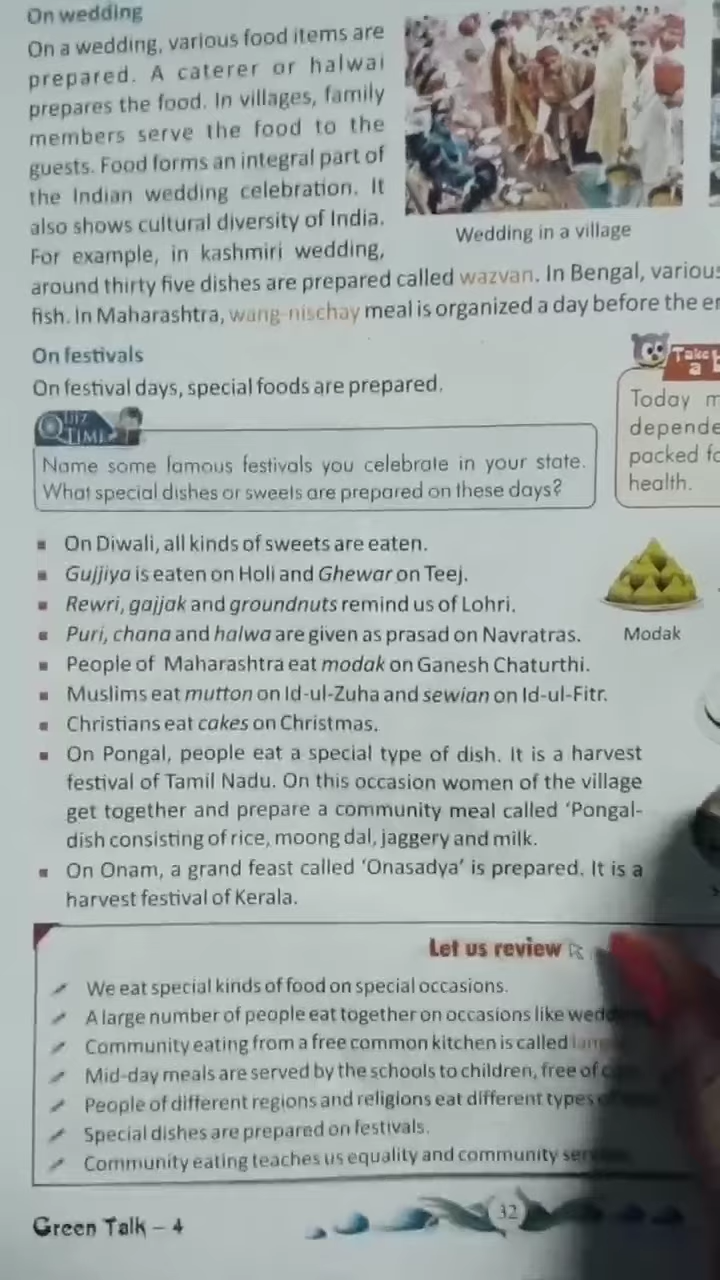 On wedding
On a wedding, various food items are
prepared. A caterer or halwai
prepares the food. In villages, family
members serve the food to the
guests. Food forms an integral part of
the Indian wedding celebration. It
also shows cultural diversity of India.
For example, in kashmiri wedding,
around thirty five dishes are prepared called wazvan. In Bengal, various
fish. In Maharashtra, wang-nischay meal is organized a day before the
Wedding in a village
On festivals
On festival days, special foods are prepared.
QUIZ
TIME
Name some famous festivals you celebrate in your state.
What special dishes or sweets are prepared on these days?
Take
a
Today
depende
packed
health.
On Diwali, all kinds of sweets are eaten.
Gujjiya is eaten on Holi and Ghewar on Teej.
Rewri, gajjak and groundnuts remind us of Lohri.
Puri, chana and halwa are given as prasad on Navratras.
People of Maharashtra eat modak on Ganesh Chaturthi.
Muslims eat mutton on Id-ul-Zuha and sewian on Id-ul-Fitr.
Christians eat cakes on Christmas.
On Pongal, people eat a special type of dish. It is a harvest
festival of Tamil Nadu. On this occasion women of the village
get together and prepare a community meal called ‘Pongal-
dish consisting of rice, moong dal, jaggery and milk.
On Onam, a grand feast called ‘Onasadya’ is prepared. It is a
harvest festival of Kerala.
Modak
Let us review
We eat special kinds of food on special occasions.
A large number of people eat together on occasions like
Community eating from a free common kitchen is called
Mid-day meals are served by the schools to children, free of
People of different regions and religions eat different types
Special dishes are prepared on festivals.
Community eating teaches us equality and community
Green Talk – 4
32